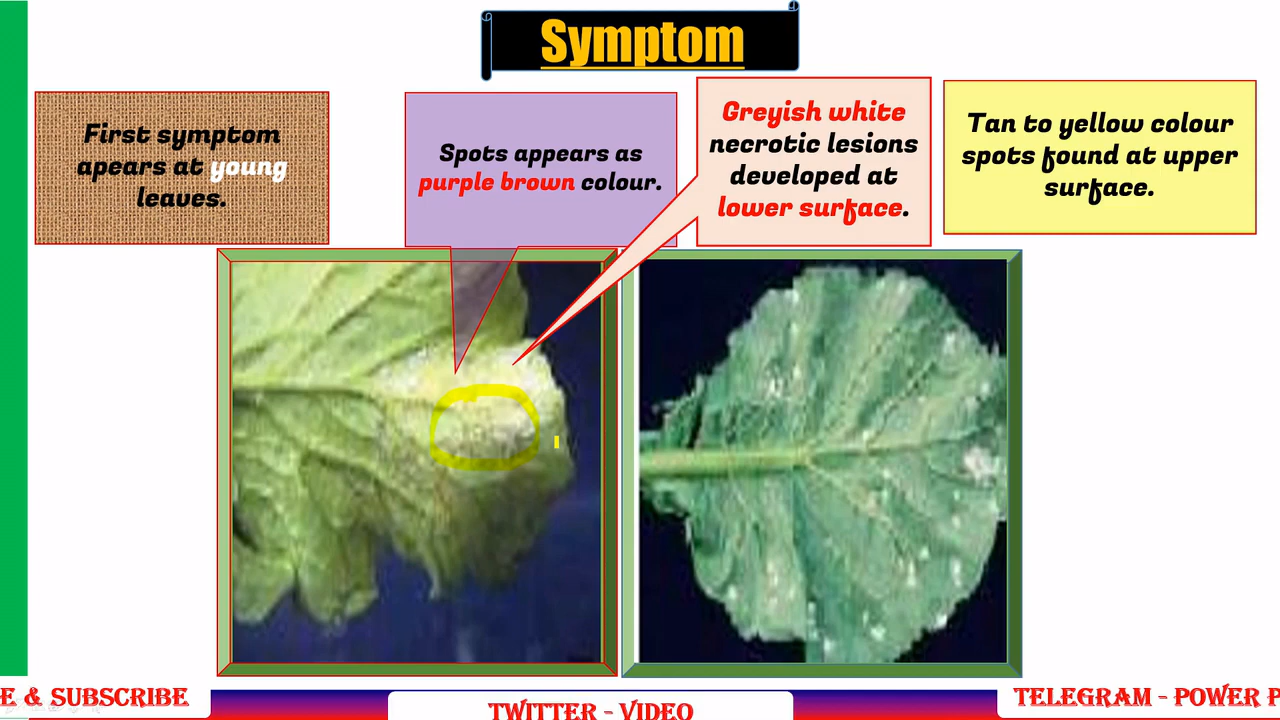 Symptom
First symptom
apears at young
leaves.
Spots appears as
purple brown colour.
Greyish white
necrotic lesions
developed at
lower surface.
Tan to yellow colour
spots found at upper
surface.
E & SUBSCRIBE
TWITTER - VIDEO
TELEGRAM - POWER P